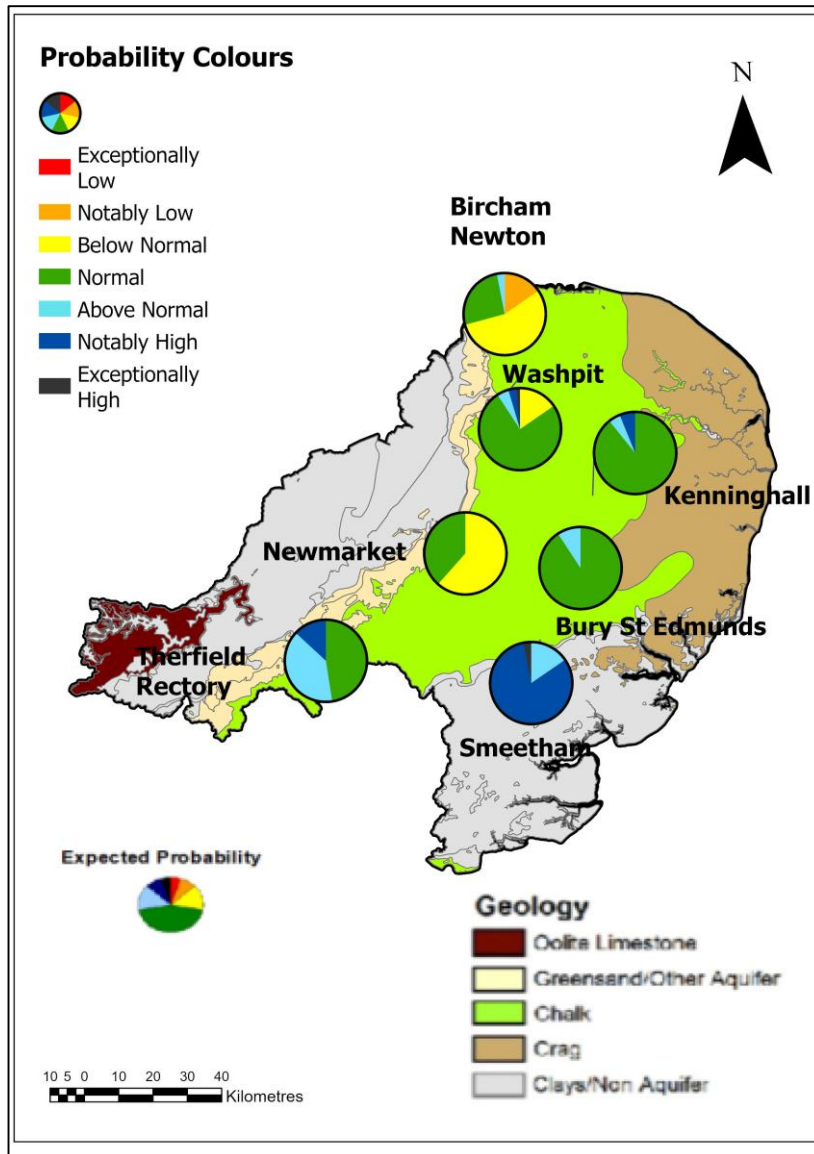 Probability Colours
Exceptionally
Low
Notably Low
Below Normal
Normal
Above Normal
Notably High
Exceptionally
High
N
Bircham
Newton
Washpit
Kenninghall
Newmarket
Bury St Edmunds
Therfield
Rectory
Smeetham
Expected Probability
Geology
Oolite Limestone
Greensand/Other Aquifer
Chalk
Crag
Clays/Non Aquifer
10 5 0 10 20 30 40
Kilometres